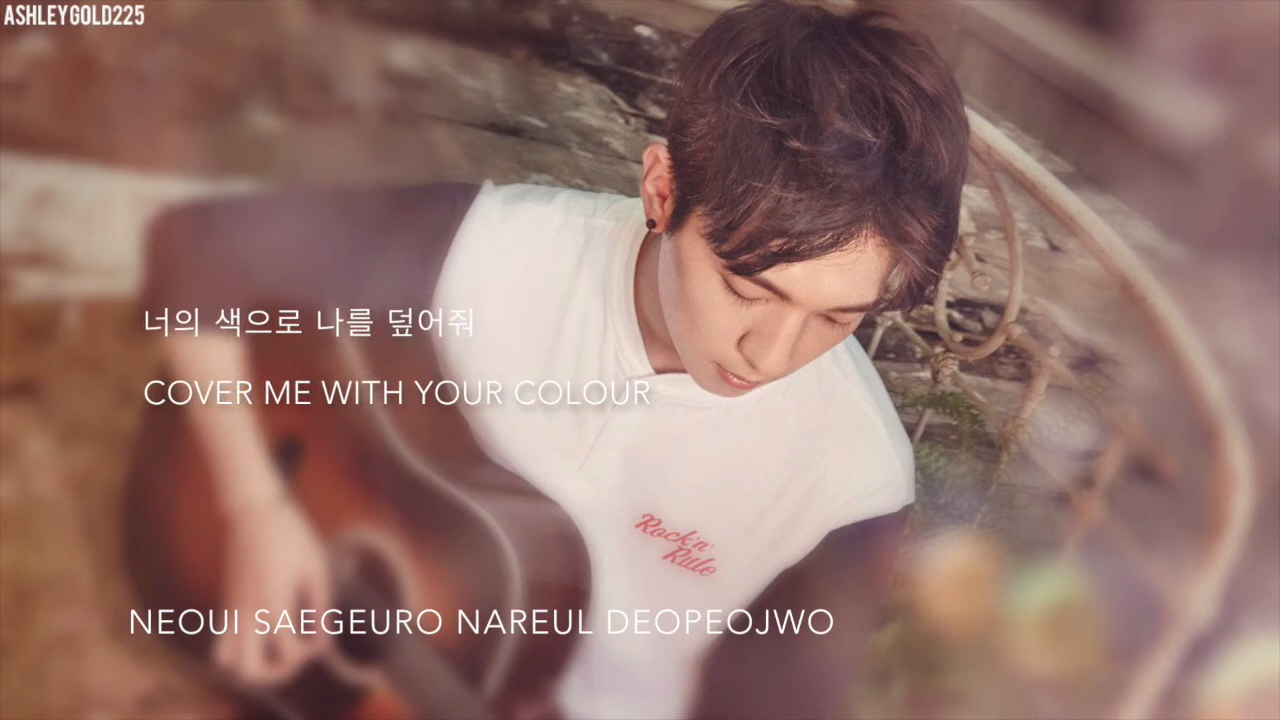 ASHLEYGOLD225
너의 색으로 나를 덮어줘
COVER ME WITH YOUR COLOUR
Rock'n'
Rule
NEOUI SAEGEURO NAREUL DEOPEOJWO